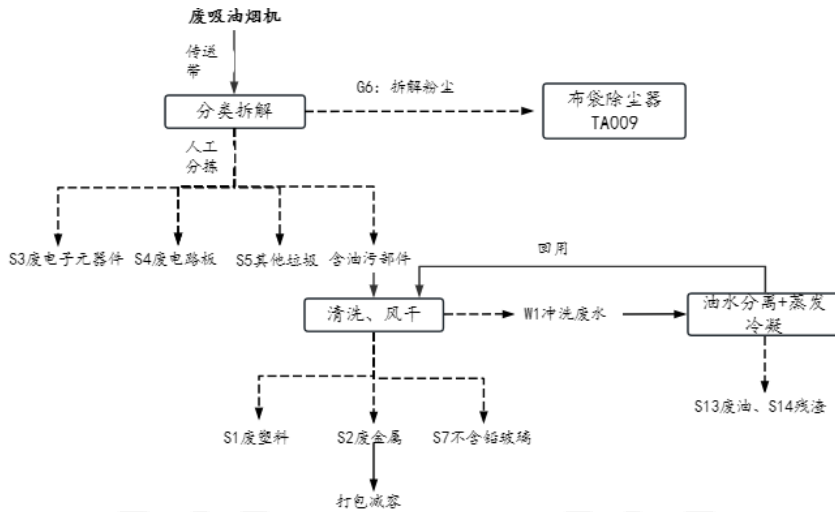 废吸油烟机
传送
带
G6: 拆解粉尘
分类拆解
布袋除尘器
TA009
人工
分拣
S3废电子元器件
S4废电路板
S5其他垃圾
含油污部件
回用
清洗、风干
W1冲洗废水
油水分离+蒸发
冷凝
S1废塑料
S2废金属
S7不含铅玻璃
S13废油、S14残渣
打包减容